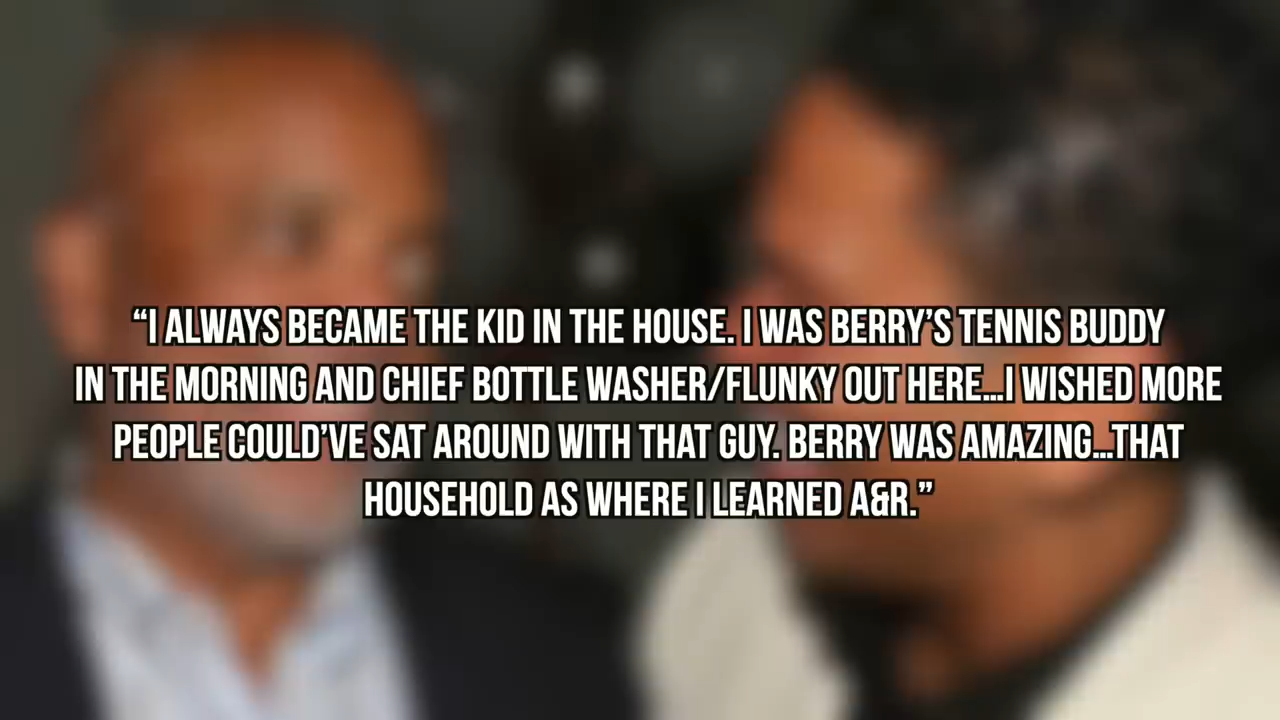 “I ALWAYS BECAME THE KID IN THE HOUSE. I WAS BERRY’S TENNIS BUDDY
IN THE MORNING AND CHIEF BOTTLE WASHER/FLUNKY OUT HERE...I WISHED MORE
PEOPLE COULD’VE SAT AROUND WITH THAT GUY. BERRY WAS AMAZING...THAT
HOUSEHOLD AS WHERE I LEARNED A&R.”